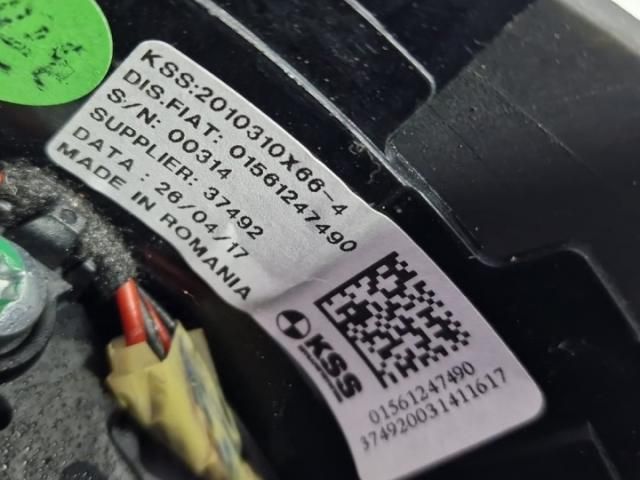 KSS:2010310X66-4
DIS.FIAT: 01561247490
S/N: 00314
SUPPLIER: 37492
DATA : 26/04/17
MADE IN ROMANIA
KSS
01561247490
374920031411617